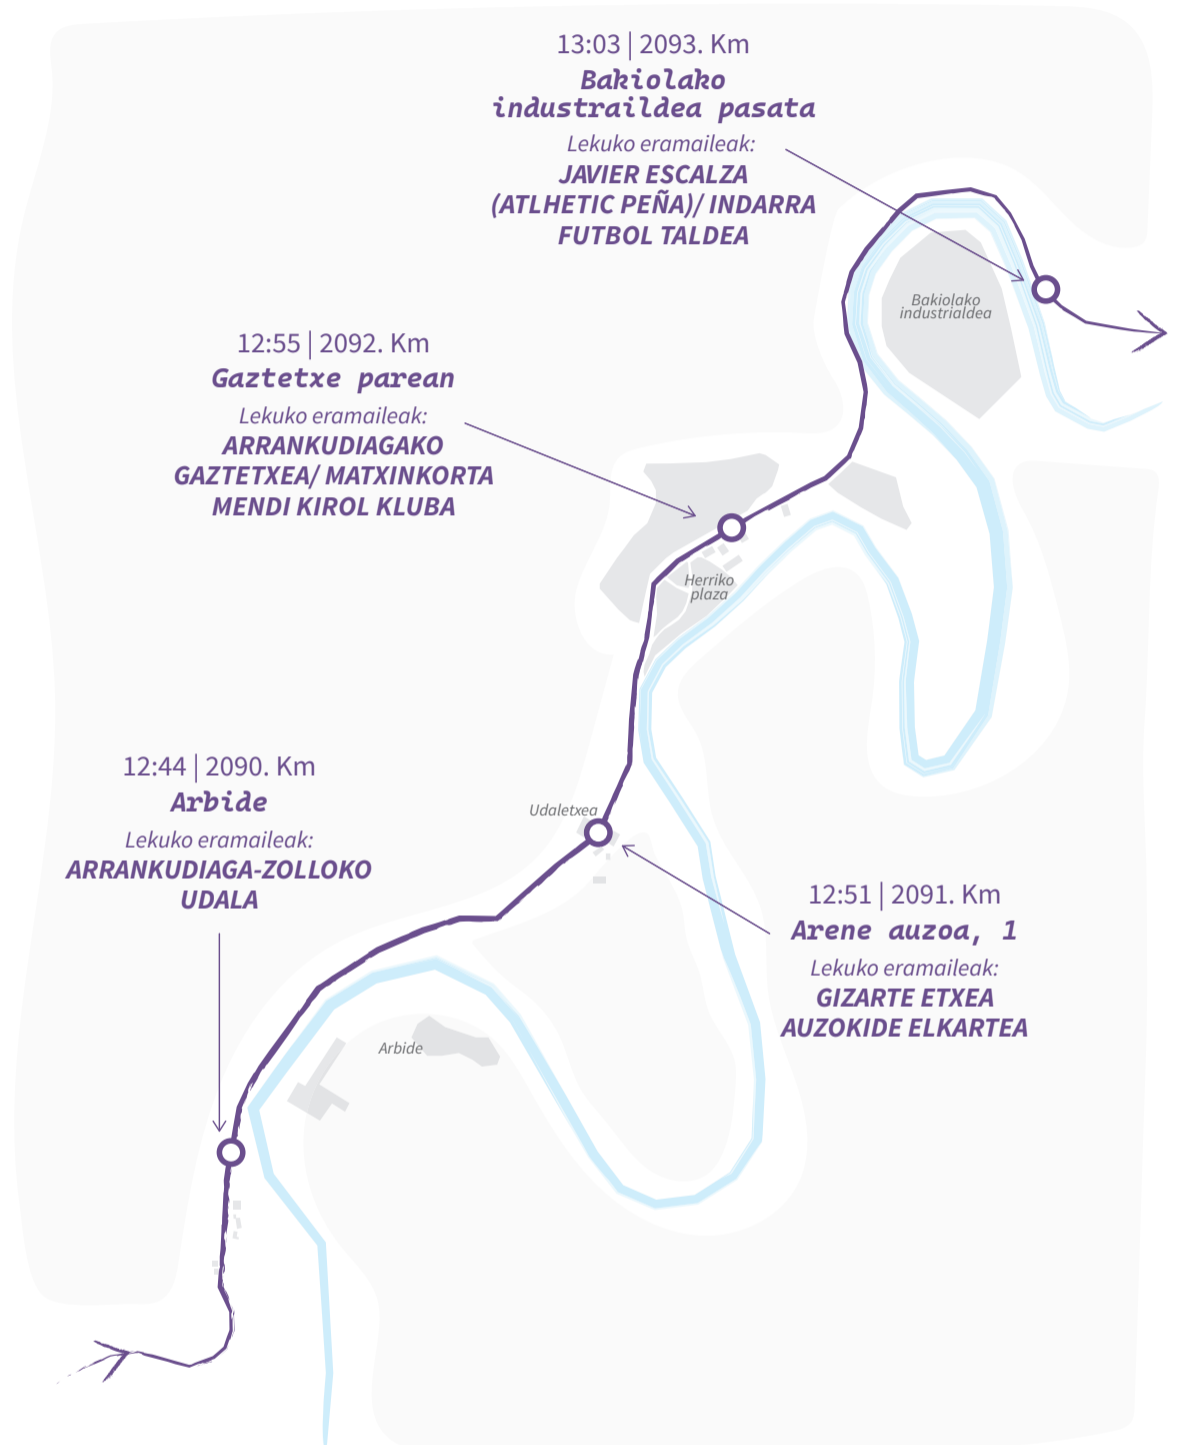 13:03 | 2093. Km
Bakiolako
industraildea pasata
Lekuko eramaileak:
JAVIER ESCALZA
(ATLHETIC PEÑA)/ INDARRA
FUTBOL TALDEA
Bakiolako
industrialdea
12:55 | 2092. Km
Gaztetxe parean
Lekuko eramaileak:
ARRANKUDIAGAKO
GAZTETXEA/ MATXINKORTA
MENDI KIROL KLUBA
Herriko
plaza
12:44 | 2090. Km
Arbide
Lekuko eramaileak:
ARRANKUDIAGA-ZOLLOKO
UDALA
Udaletxea
12:51 | 2091. Km
Arene auzoa, 1
Lekuko eramaileak:
GIZARTE ETXEA
AUZOKIDE ELKARTEA
Arbide